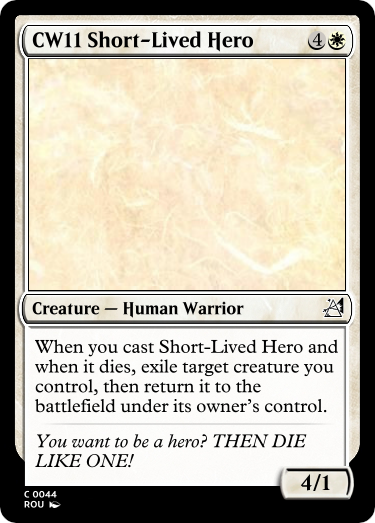 CW11 Short-Lived Hero 4
Creature — Human Warrior
When you cast Short-Lived Hero and
when it dies, exile target creature you
control, then return it to the
battlefield under its owner's control.
You want to be a hero? THEN DIE
LIKE ONE!
4/1
C 0044
ROU